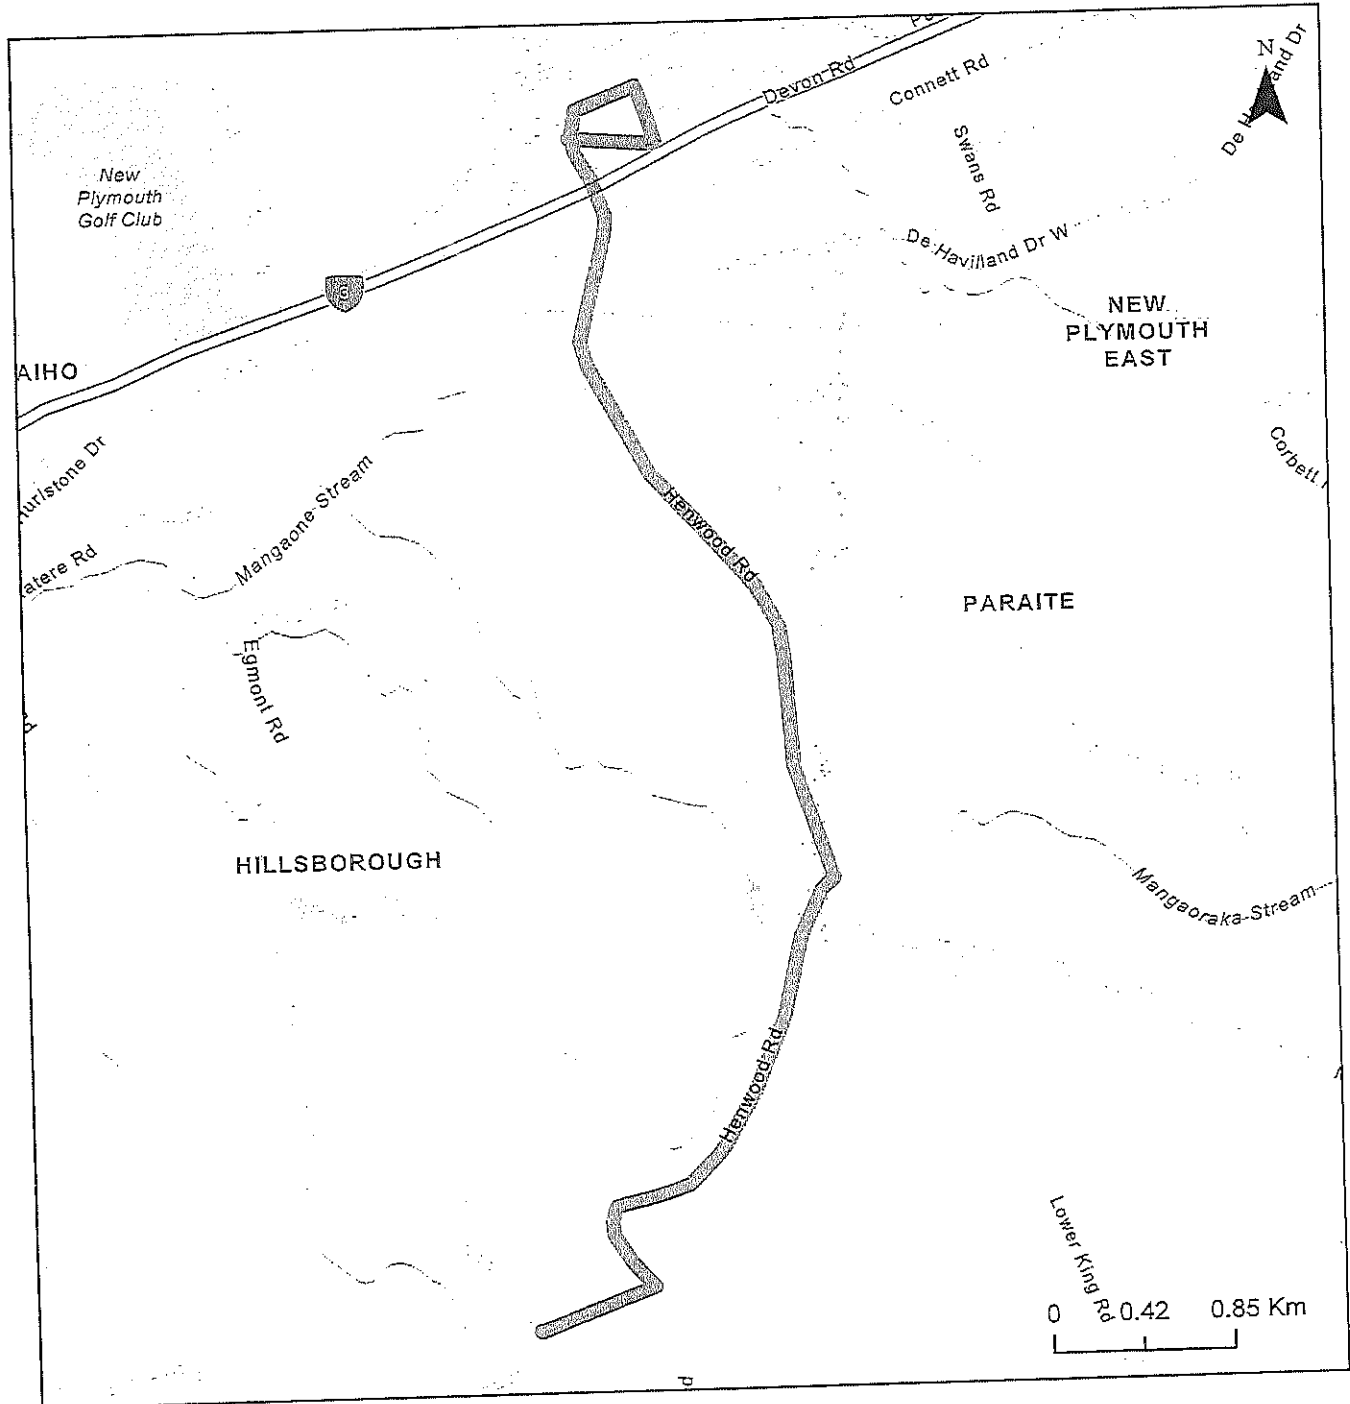 N
Devon Rd
Connett Rd
Swans Rd
New
Plymouth
Golf Club
De Havilland Dr W
NEW
PLYMOUTH
EAST
AIHO
Mangaone Stream
Henwood Rd
PARAITE
Egmont Rd
HILLSBOROUGH
Mangaoraka Stream
Henwood Rd
Lower King Rd
0 0.42 0.85 Km